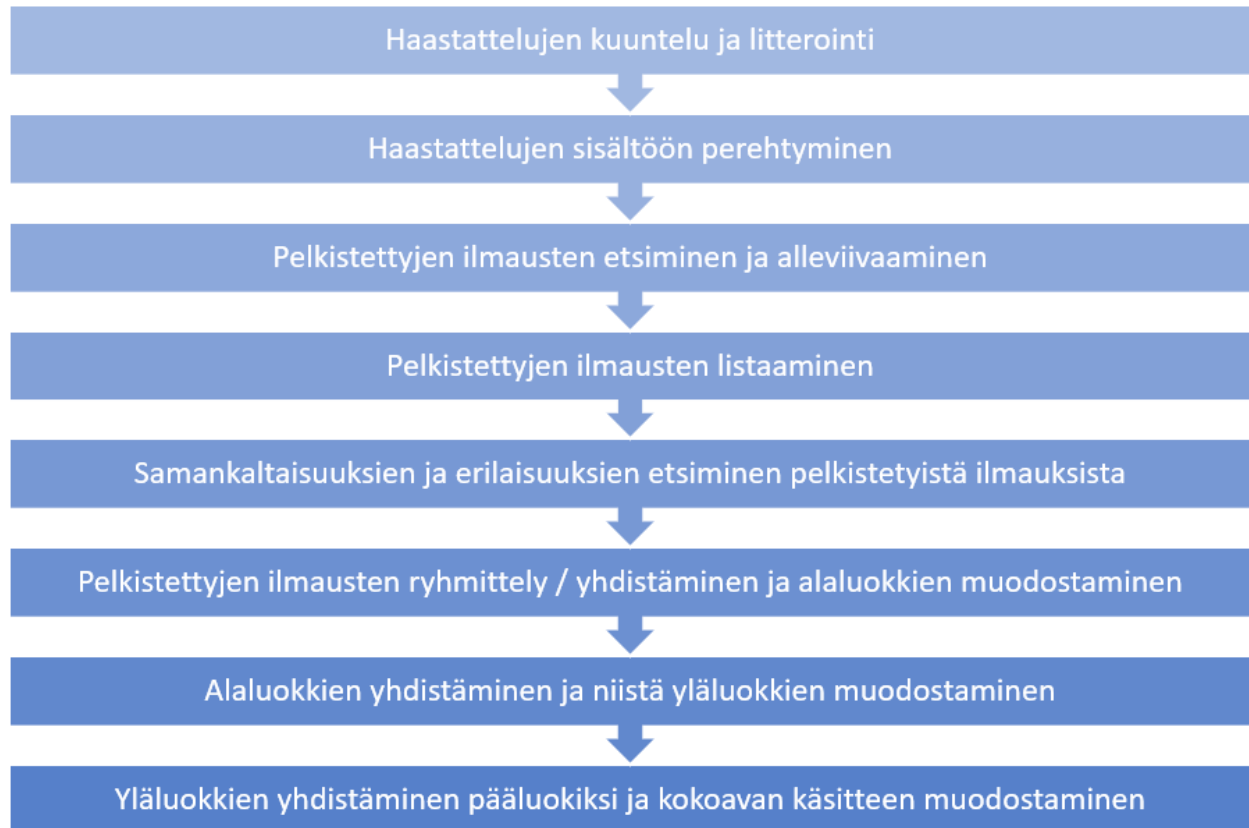 Haastattelujen kuuntelu ja litterointi
Haastattelujen sisältöön perehtyminen
Pelkistettyjen ilmausten etsiminen ja alleviivaaminen
Pelkistettyjen ilmausten listaaminen
Samankaltaisuuksien ja erilaisuuksien etsiminen pelkistetyistä ilmauksista
Pelkistettyjen ilmausten ryhmittely / yhdistäminen ja alaluokkien muodostaminen
Alaluokkien yhdistäminen ja niistä yläluokkien muodostaminen
Yläluokkien yhdistäminen pääluokiksi ja kokoavan käsitteen muodostaminen